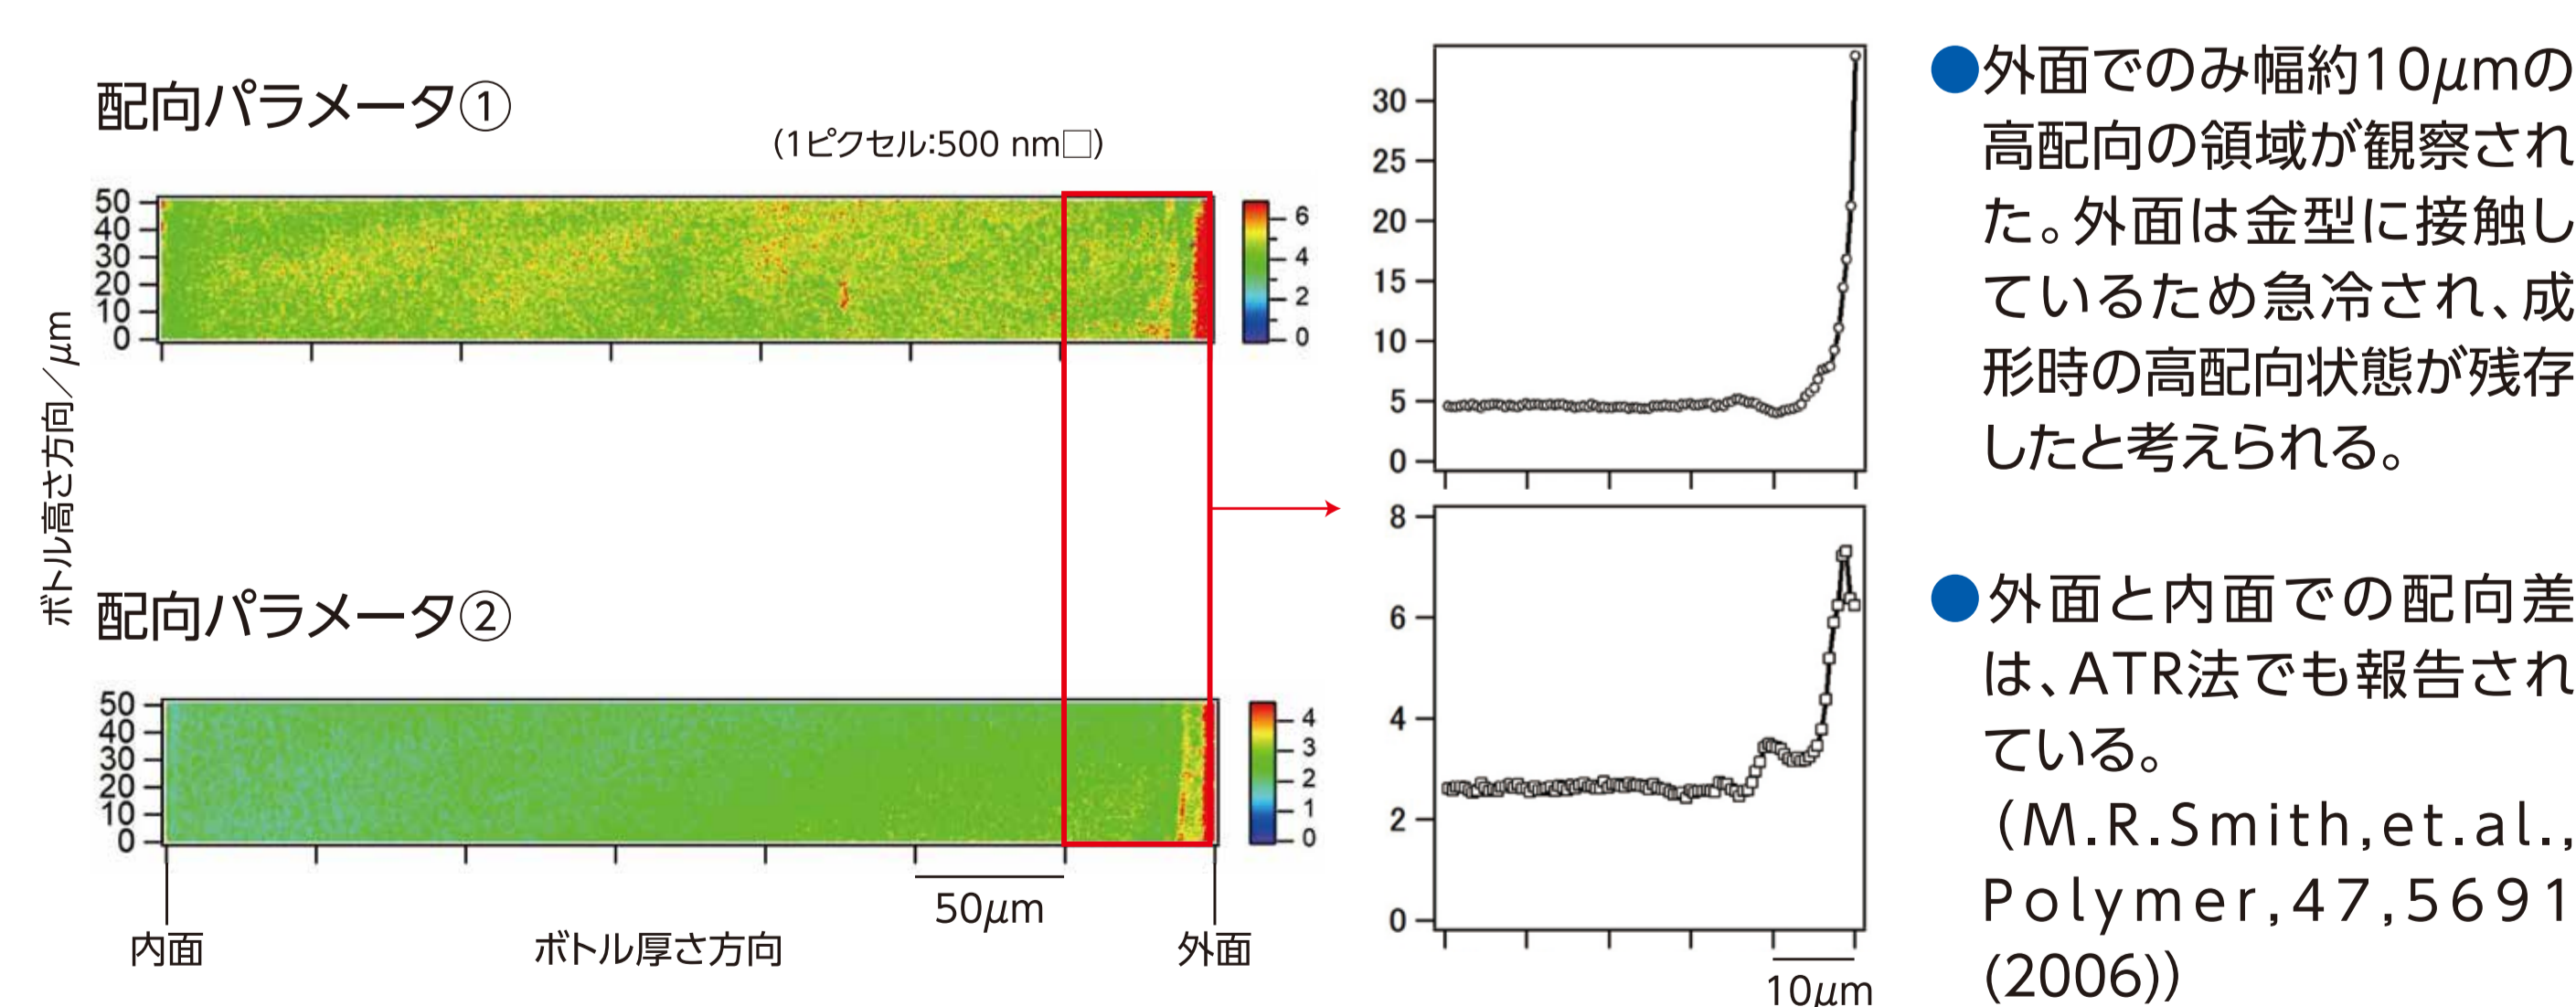 配向パラメータ①
(1ピクセル:500 nm□)
50
40
30
20
10
0
6
4
2
0
ボトル高さ方向／μm
配向パラメータ②
50
40
30
20
10
0
4
3
2
1
0
50μm
内面
ボトル厚さ方向
外面
30
25
20
15
10
5
0
8
6
4
2
0
10μm
●外面でのみ幅約10μmの
高配向の領域が観察され
た。外面は金型に接触し
ているため急冷され、成
形時の高配向状態が残存
したと考えられる。
●外面と内面での配向差
は、ATR法でも報告され
ている。
(M.R.Smith,et.al.,
Polymer,47,5691
(2006))